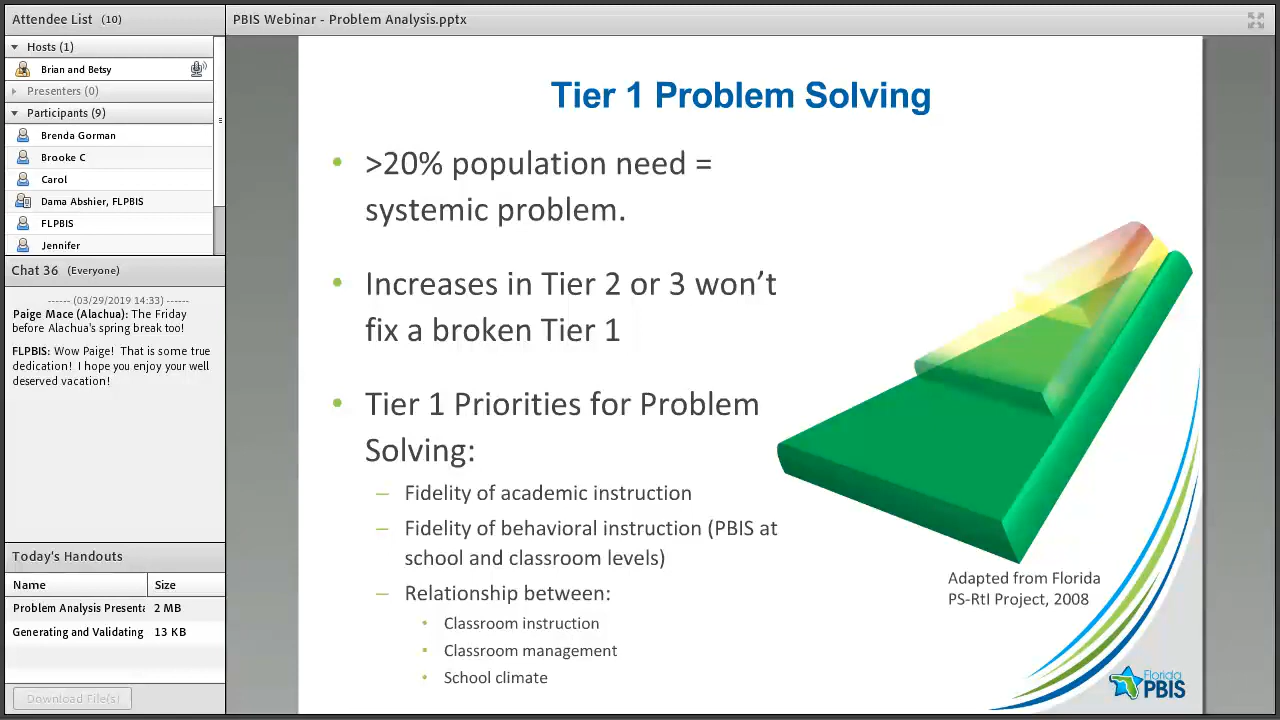 Attendee List (10)
Hosts (1)
Brian and Betsy
Presenters (0)
Participants (9)
Brenda Gorman
Brooke C
Carol
Dama Abshier, FLPBIS
FLPBIS
Jennifer
Chat 36 (Everyone)
------ (03/29/2019 14:33) ------
Paige Mace (Alachua): The Friday
before Alachua's spring break too!
FLPBIS: Wow Paige! That is some true
dedication! I hope you enjoy your well
deserved vacation!
Today's Handouts
Name Size
Problem Analysis Presenta 2 MB
Generating and Validating 13 KB
Download File(s)
PBIS Webinar - Problem Analysis.pptx
Tier 1 Problem Solving
• >20% population need =
systemic problem.
• Increases in Tier 2 or 3 won’t
fix a broken Tier 1
• Tier 1 Priorities for Problem
Solving:
– Fidelity of academic instruction
– Fidelity of behavioral instruction (PBIS at
school and classroom levels)
– Relationship between:
• Classroom instruction
• Classroom management
• School climate
Adapted from Florida
PS-RtI Project, 2008
Florida
PBIS